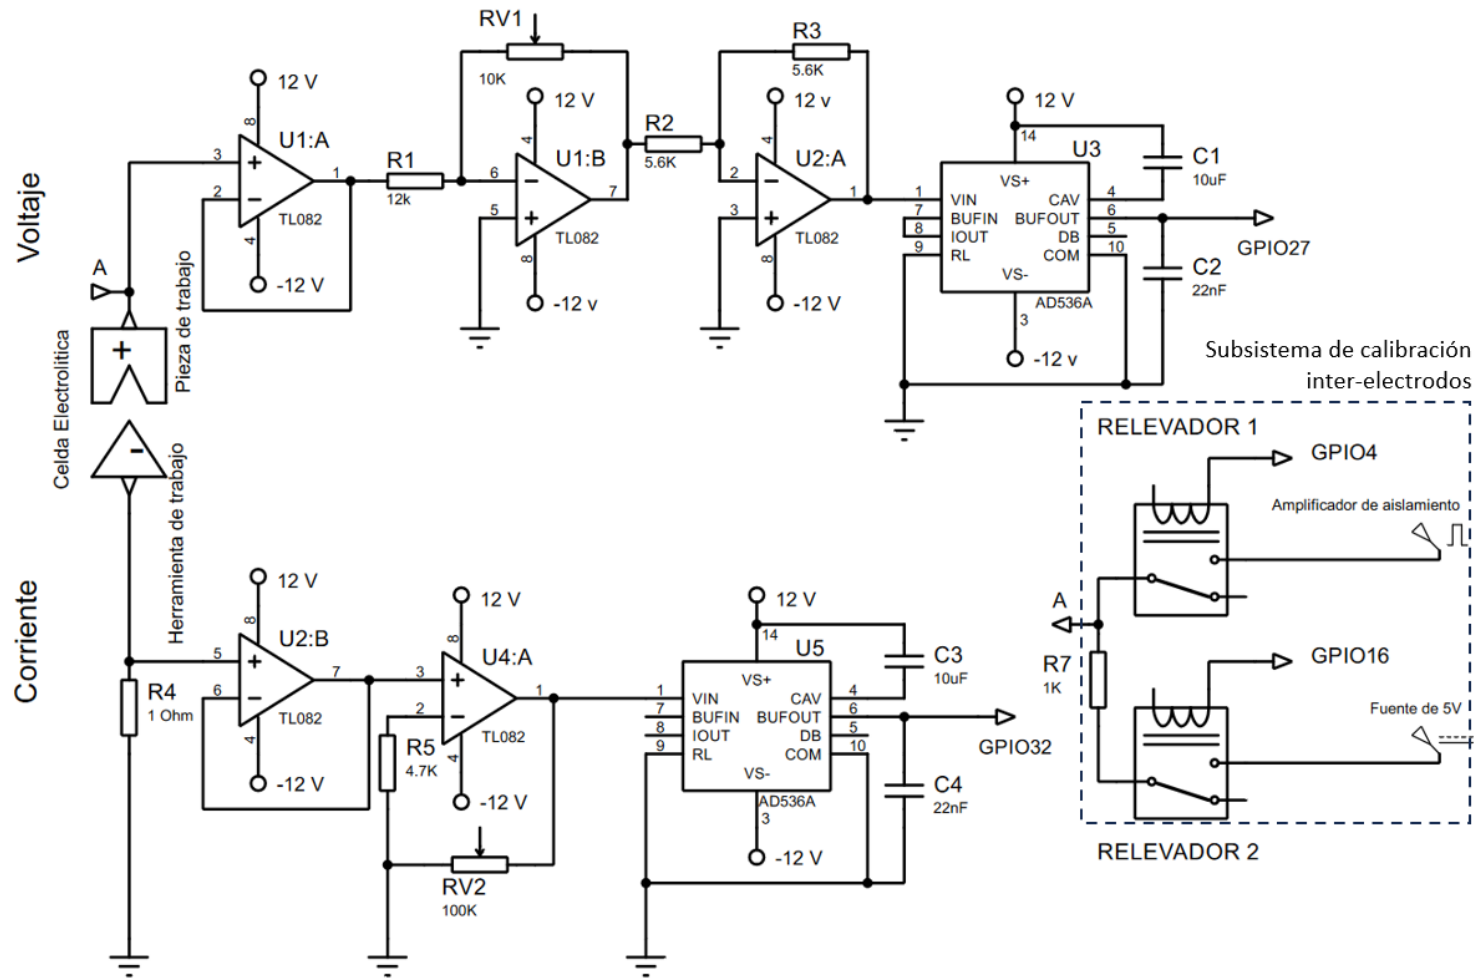 Voltaje
A
Celda Electrolitica
+
Pieza de trabajo
-
Herramienta de trabajo
12 V
8
3
+
2
−
U1:A
1
TL082
4
-12 V
R1
12k
RV1
10K
12 V
4
6
−
5
+
U1:B
7
TL082
8
-12 v
R2
5.6K
R3
5.6K
12 v
4
2
−
3
+
U2:A
1
TL082
8
-12 V
12 V
14
U3
VS+
1
VIN
7
BUFIN
8
IOUT
9
RL
CAV
4
BUFOUT
6
DB
5
COM
10
VS-
AD536A
3
-12 v
C1
10uF
GPIO27
C2
22nF
Corriente
R4
1 Ohm
12 V
8
5
+
6
−
U2:B
7
TL082
4
-12 V
12 V
8
3
+
2
−
U4:A
1
TL082
4
-12 V
R5
4.7K
RV2
100K
12 V
14
U5
VS+
1
VIN
7
BUFIN
8
IOUT
9
RL
CAV
4
BUFOUT
6
DB
5
COM
10
VS-
AD536A
3
-12 V
C3
10uF
GPIO32
C4
22nF
Subsistema de calibración
inter-electrodos
RELEVADOR 1
GPIO4
Amplificador de aislamiento
A
R7
1K
GPIO16
Fuente de 5V
RELEVADOR 2